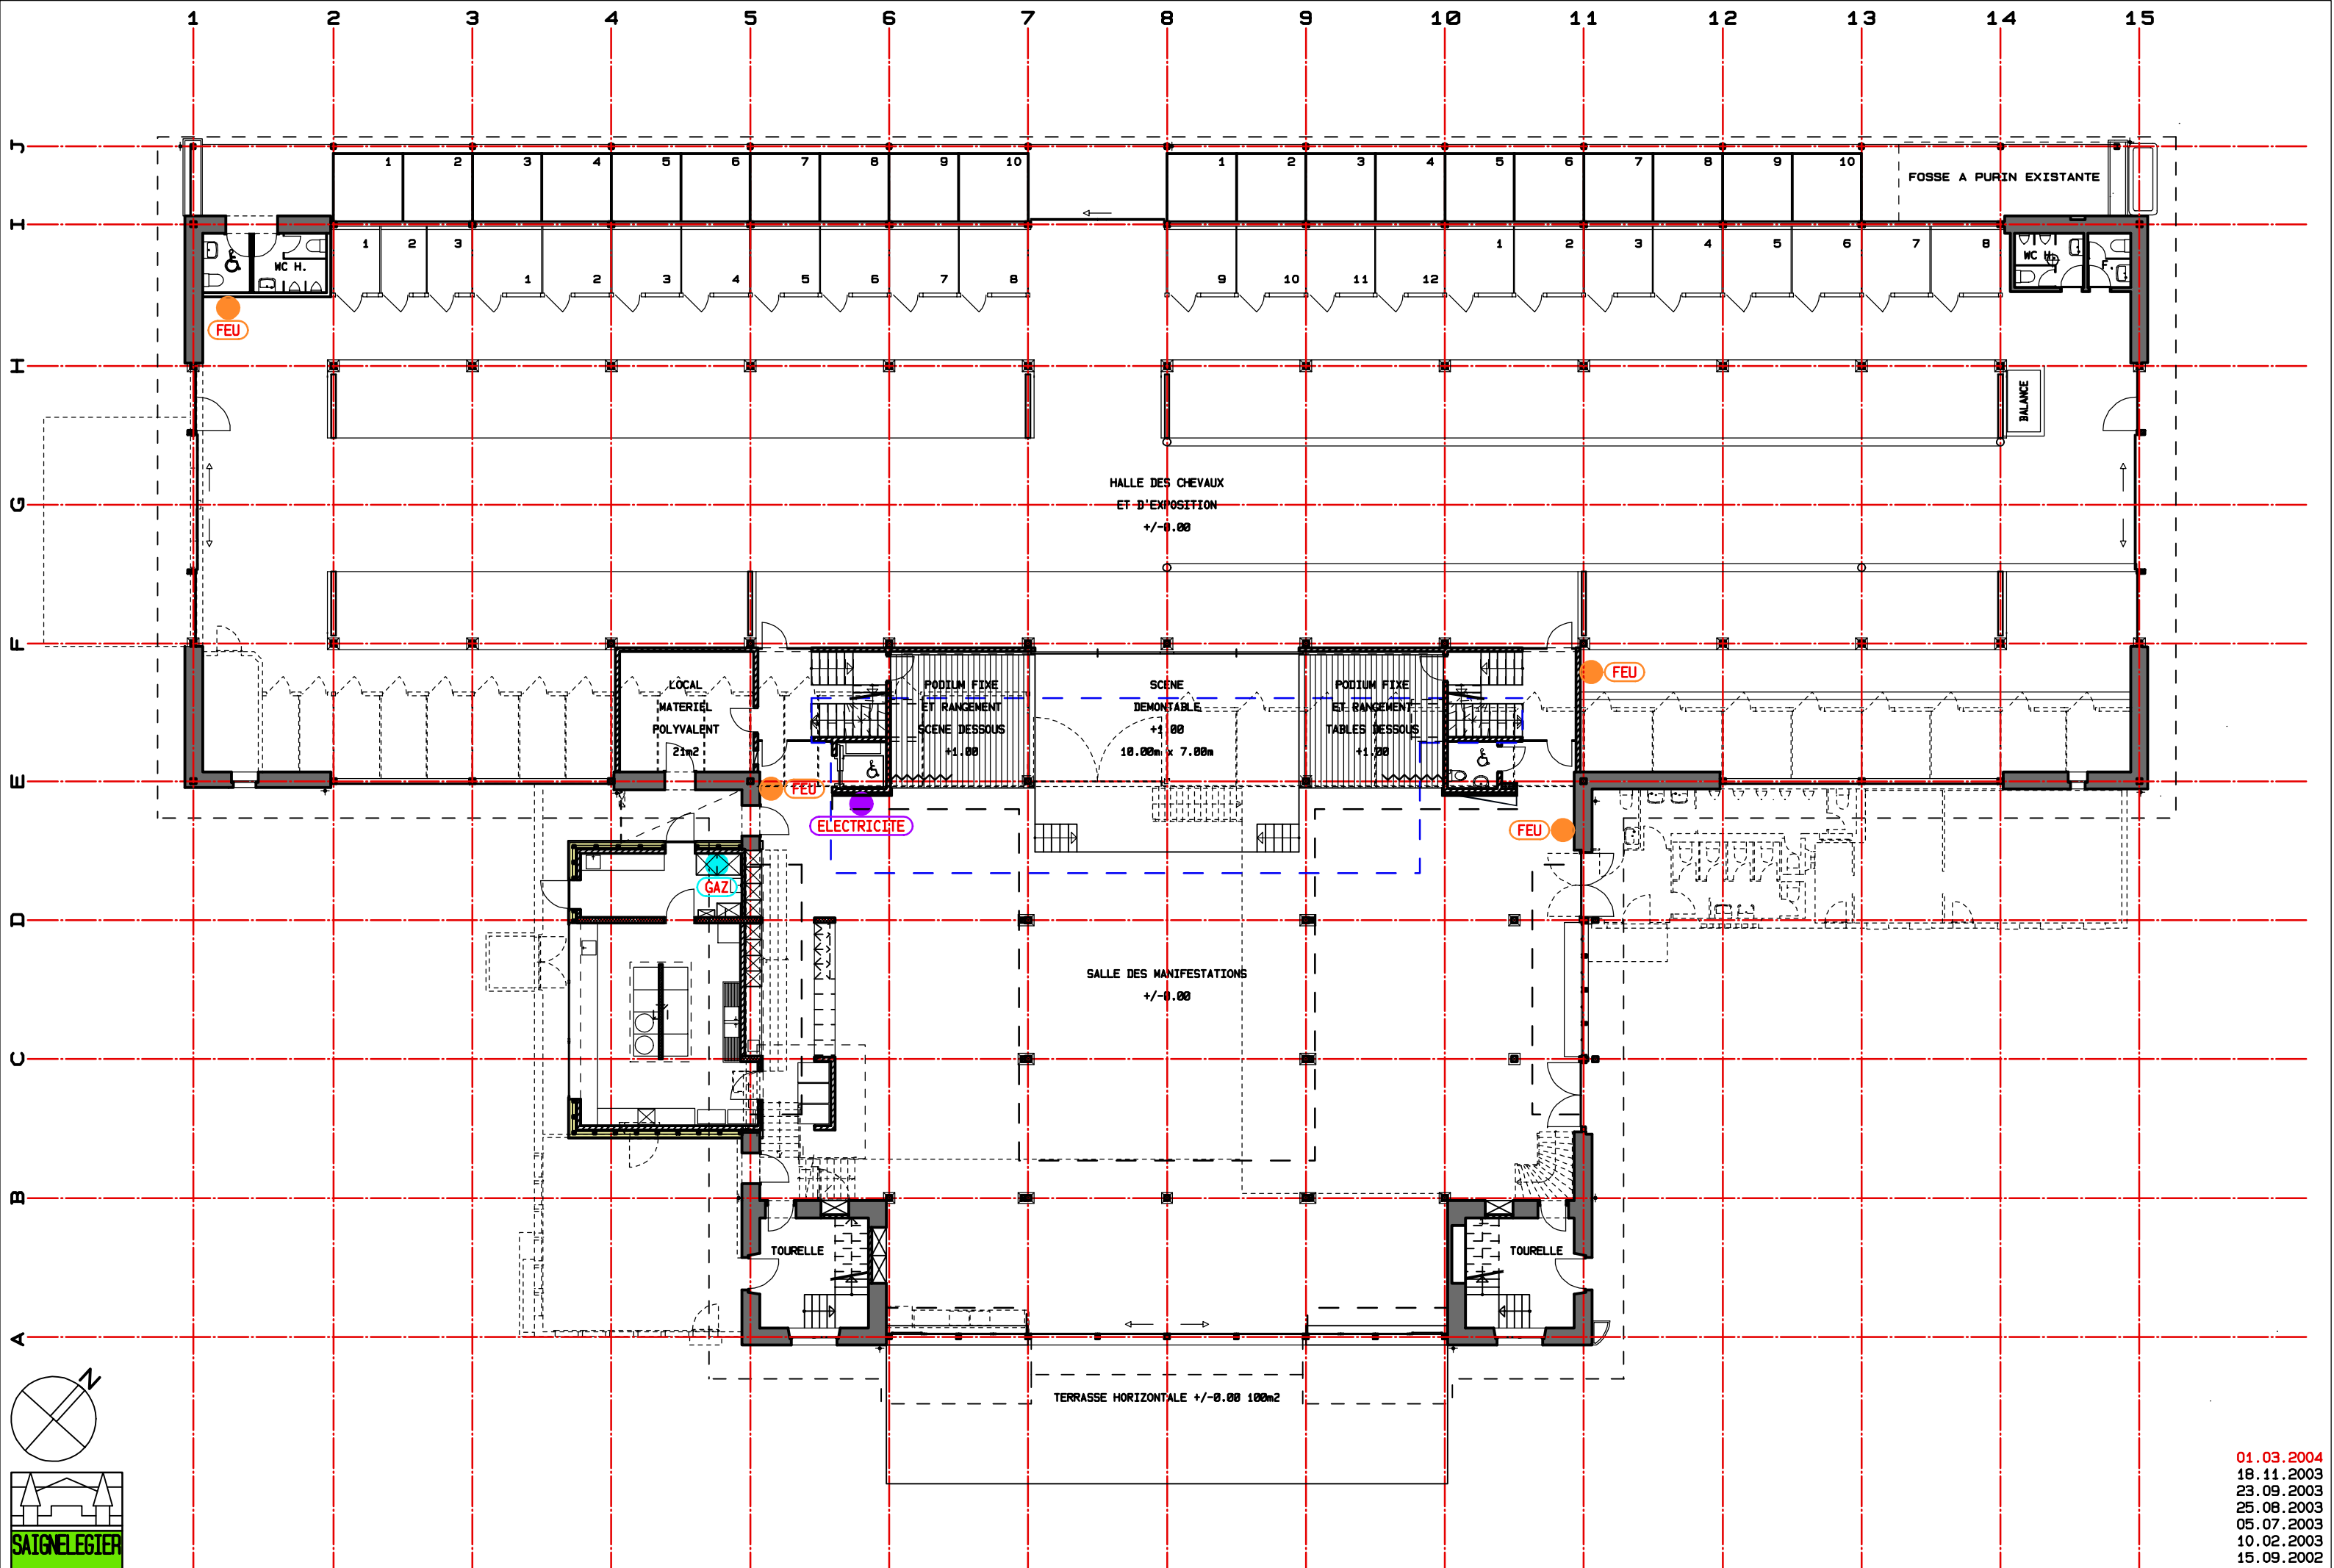 1 2 3 4 5 6 7 8 9 10 11 12 13 14 15
J
1 2 3 4 5 6 7 8 9 10 1 2 3 4 5 6 7 8 9 10
FOSSE A PURIN EXISTANTE
I
1 2 3 1 2 3 4 5 6 7 8
WC H.
1 2 3 4 5 6 7 8 9 10 11 12
WC H. F.
FEU
H
BALANCE
G
HALLE DES CHEVAUX
ET D'EXPOSITION
+/-0.00
F
LOCAL
MATERIEL
POLYVALENT
21m2
PODIUM FIXE
ET RANGEMENT
SCENE DESSOUS
+1.00
SCENE
DEMONTABLE
+1.00
10.00m x 7.00m
PODIUM FIXE
ET RANGEMENT
TABLES DESSOUS
+1.00
FEU
E
FEU
ELECTRICITE
FEU
GAZ
D
SALLE DES MANIFESTATIONS
+/-0.00
C
B
TOURELLE
TOURELLE
A
TERRASSE HORIZONTALE +/-0.00 100m2
N
SAIGNELEGIER
01.03.2004
18.11.2003
23.09.2003
25.08.2003
05.07.2003
10.02.2003
15.09.2002